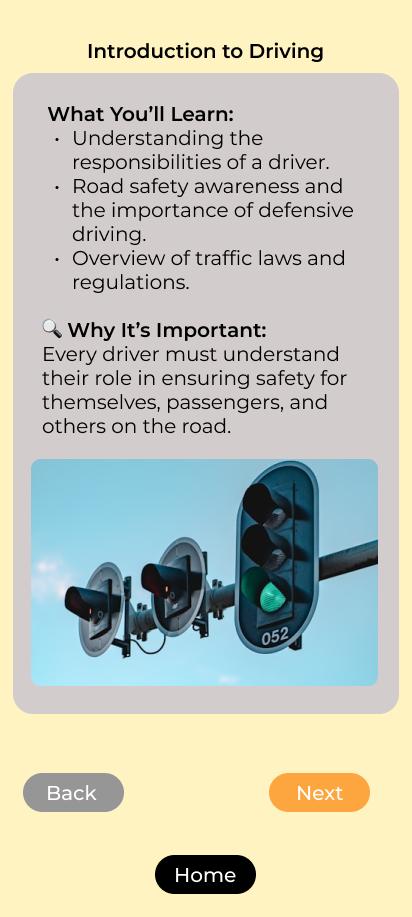 Introduction to Driving
What You’ll Learn:
• Understanding the
responsibilities of a driver.
• Road safety awareness and
the importance of defensive
driving.
• Overview of traffic laws and
regulations.
🔍 Why It’s Important:
Every driver must understand
their role in ensuring safety for
themselves, passengers, and
others on the road.
052
Back
Next
Home